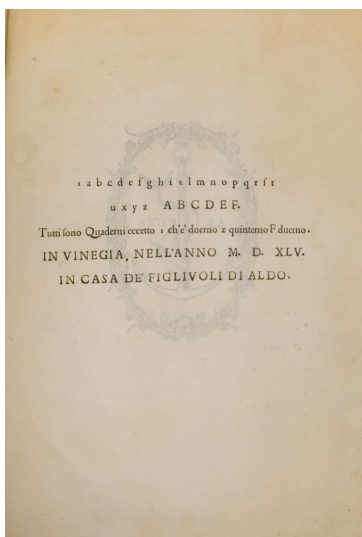 ı a b c d e f g h i k l m n o p q r ſ t
u x y z A B C D E F.
Tutti ſono Quaderni eccetto ı ch'e' duerno z quinterno F duerno.
IN VINEGIA, NELL'ANNO M. D. XLV.
IN CASA DE' FIGLIVOLI DI ALDO.